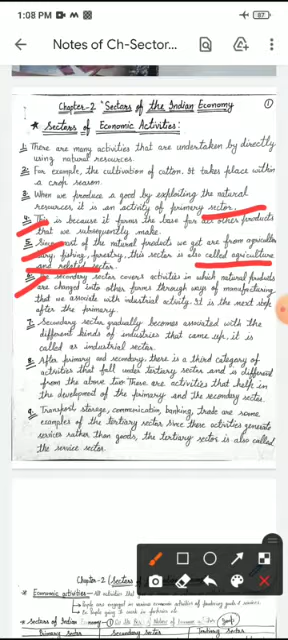 1:08 PM
87
Notes of Ch-Sector...
Chapter-2 "Sectors of the Indian Economy
1
* Sectors of Economic Activities:
1. There are many activities that are undertaken by directly
using natural resources.
2. For example, the cultivation of cotton. It takes place within
a crop season.
3. When we produce a good by exploiting the natural
resources, it is an activity of primary sector.
4. This is because it forms the base for all other products
that we subsequently make.
5. Since most of the natural products we get are from agriculture
fishing, forestry, this sector is also called agriculture
and related sector.
6. The secondary sector covers activities in which natural products
are changed into other forms through ways of manufacturing
that we associate with industrial activity. It is the next step
after the primary.
7. Secondary sector gradually becomes associated with the
different kinds of industries that came up, it is
called as industrial sector.
8. After primary and secondary, there is a third category of
activities that fall under tertiary sector and is different
from the above two. There are activities that help in
the development of the primary and the secondary sector.
9. Transport, storage, communication, banking, trade are some
examples of the tertiary sector. Since these activities generate
services rather than goods, the tertiary sector is also called
the service sector.
Chapter-2 (Sectors of
* Economic activities - All activities that
* Sectors of Indian
Primary Sector Secondary Sector Tertiary Sector